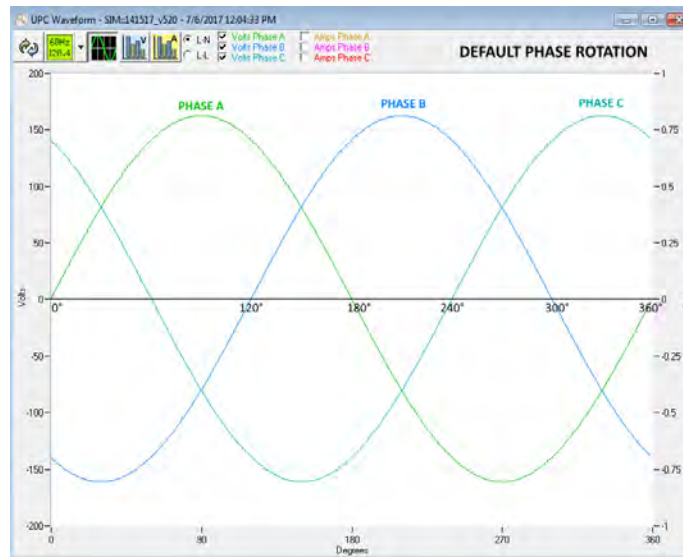 UPC Waveform - SIM:141517_v520 - 7/6/2017 12:04:33 PM
60Hz
120.4
V
A
L-N
L-L
Volts Phase A
Volts Phase B
Volts Phase C
Amps Phase A
Amps Phase B
Amps Phase C
DEFAULT PHASE ROTATION
PHASE A
PHASE B
PHASE C
200
150
100
50
0
-50
-100
-150
-200
Volts
1
0.75
0.5
0.25
0
-0.25
-0.5
-0.75
-1
0°
120°
180°
240°
300°
360°
0
90
180
270
360
Degrees